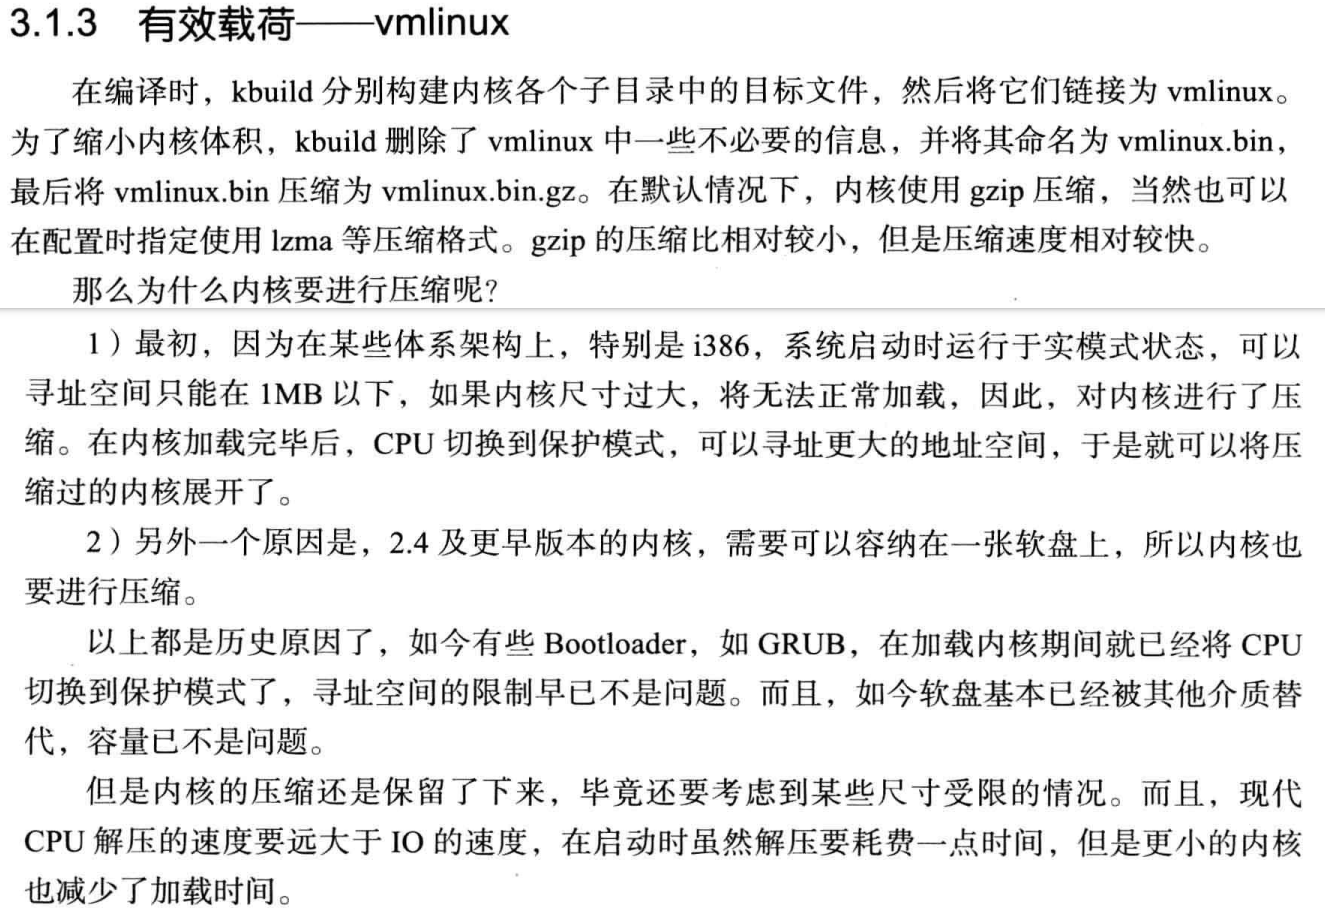 3.1.3 有效载荷——vmlinux
在编译时，kbuild 分别构建内核各个子目录中的目标文件，然后将它们链接为 vmlinux。
为了缩小内核体积，kbuild 删除了 vmlinux 中一些不必要的信息，并将其命名为 vmlinux.bin，
最后将 vmlinux.bin 压缩为 vmlinux.bin.gz。在默认情况下，内核使用 gzip 压缩，当然也可以
在配置时指定使用 lzma 等压缩格式。gzip 的压缩比相对较小，但是压缩速度相对较快。
那么为什么内核要进行压缩呢？
1）最初，因为在某些体系架构上，特别是 i386，系统启动时运行于实模式状态，可以
寻址空间只能在 1MB 以下，如果内核尺寸过大，将无法正常加载，因此，对内核进行了压
缩。在内核加载完毕后，CPU 切换到保护模式，可以寻址更大的地址空间，于是就可以将压
缩过的内核展开了。
2）另外一个原因是，2.4 及更早版本的内核，需要可以容纳在一张软盘上，所以内核也
要进行压缩。
以上都是历史原因了，如今有些 Bootloader，如 GRUB，在加载内核期间就已经将 CPU
切换到保护模式了，寻址空间的限制早已不是问题。而且，如今软盘基本已经被其他介质替
代，容量已不是问题。
但是内核的压缩还是保留了下来，毕竟还要考虑到某些尺寸受限的情况。而且，现代
CPU 解压的速度要远大于 IO 的速度，在启动时虽然解压要耗费一点时间，但是更小的内核
也减少了加载时间。